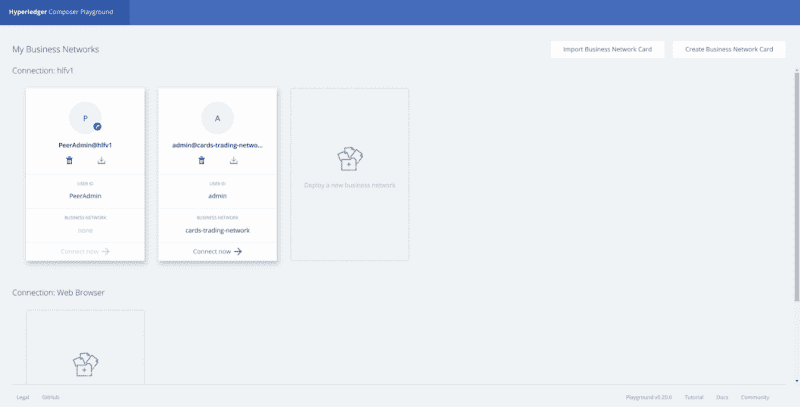 Hyperledger Composer Playground
My Business Networks
Import Business Network Card
Create Business Network Card
Connection: hlfv1
P
PeerAdmin@hlfv1
USER ID
PeerAdmin
BUSINESS NETWORK
none
Connect now
A
admin@cards-trading-netwo...
USER ID
admin
BUSINESS NETWORK
cards-trading-network
Connect now
Deploy a new business network
Connection: Web Browser
Legal GitHub
Playground v0.20.6 Tutorial Docs Community